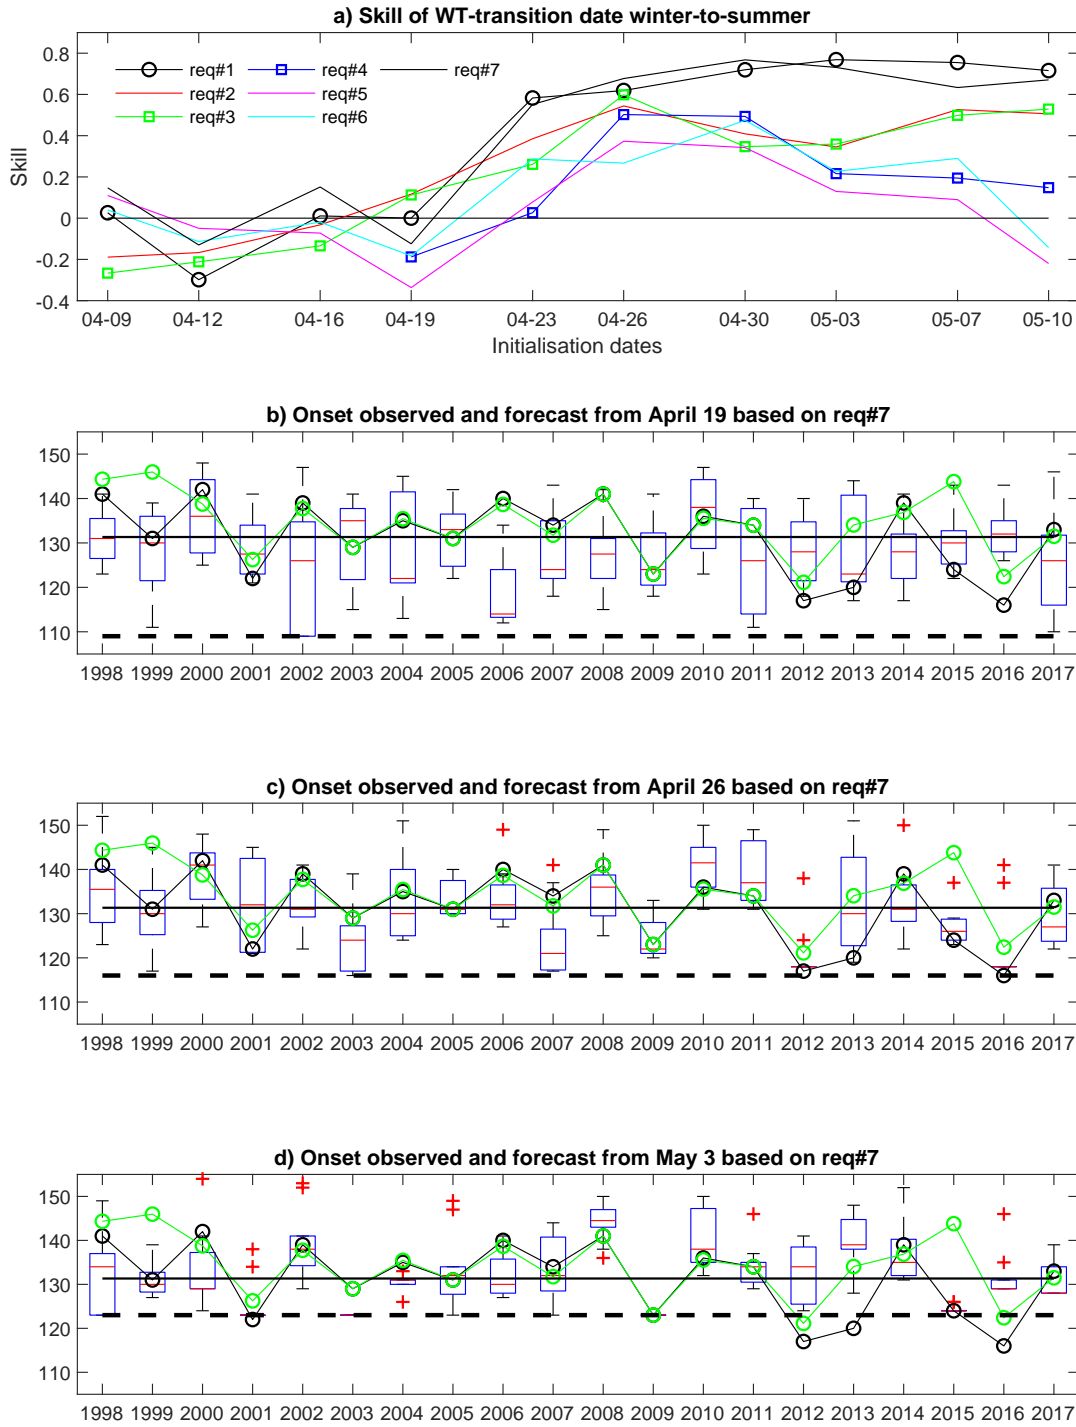 a) Skill of WT-transition date winter-to-summer
0.8
0.6
0.4
0.2
0
-0.2
-0.4
Skill
req#1 req#4 req#7
req#2 req#5
req#3 req#6
04-09 04-12 04-16 04-19 04-23 04-26 04-30 05-03 05-07 05-10
Initialisation dates
b) Onset observed and forecast from April 19 based on req#7
150
140
130
120
110
1998 1999 2000 2001 2002 2003 2004 2005 2006 2007 2008 2009 2010 2011 2012 2013 2014 2015 2016 2017
c) Onset observed and forecast from April 26 based on req#7
150
140
130
120
110
1998 1999 2000 2001 2002 2003 2004 2005 2006 2007 2008 2009 2010 2011 2012 2013 2014 2015 2016 2017
d) Onset observed and forecast from May 3 based on req#7
150
140
130
120
110
1998 1999 2000 2001 2002 2003 2004 2005 2006 2007 2008 2009 2010 2011 2012 2013 2014 2015 2016 2017